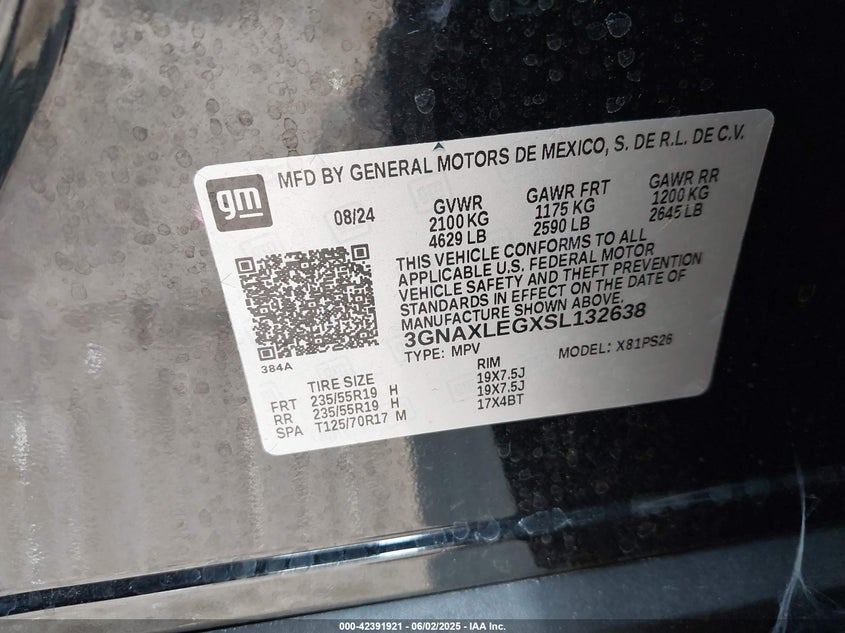 gm
MFD BY GENERAL MOTORS DE MEXICO, S. DE R.L. DE C.V.
08/24
GVWR
2100 KG
4629 LB
GAWR FRT
1175 KG
2590 LB
GAWR RR
1200 KG
2645 LB
THIS VEHICLE CONFORMS TO ALL
APPLICABLE U.S. FEDERAL MOTOR
VEHICLE SAFETY AND THEFT PREVENTION
STANDARDS IN EFFECT ON THE DATE OF
MANUFACTURE SHOWN ABOVE.
3GNAXLEGXSL132638
TYPE: MPV
MODEL: X81PS26
384A
TIRE SIZE
RIM
FRT 235/55R19 H 19X7.5J
RR 235/55R19 H 19X7.5J
SPA T125/70R17 M 17X4BT
000-42391921 | 06/02/2025 - IAA Inc.